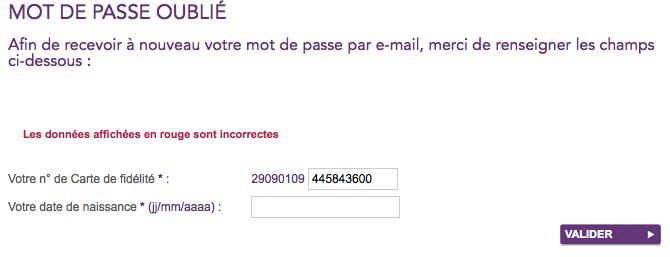 MOT DE PASSE OUBLIÉ
Afin de recevoir à nouveau votre mot de passe par e-mail, merci de renseigner les champs
ci-dessous :
Les données affichées en rouge sont incorrectes
Votre n° de Carte de fidélité * : 29090109 445843600
Votre date de naissance * (jj/mm/aaaa) :
VALIDER